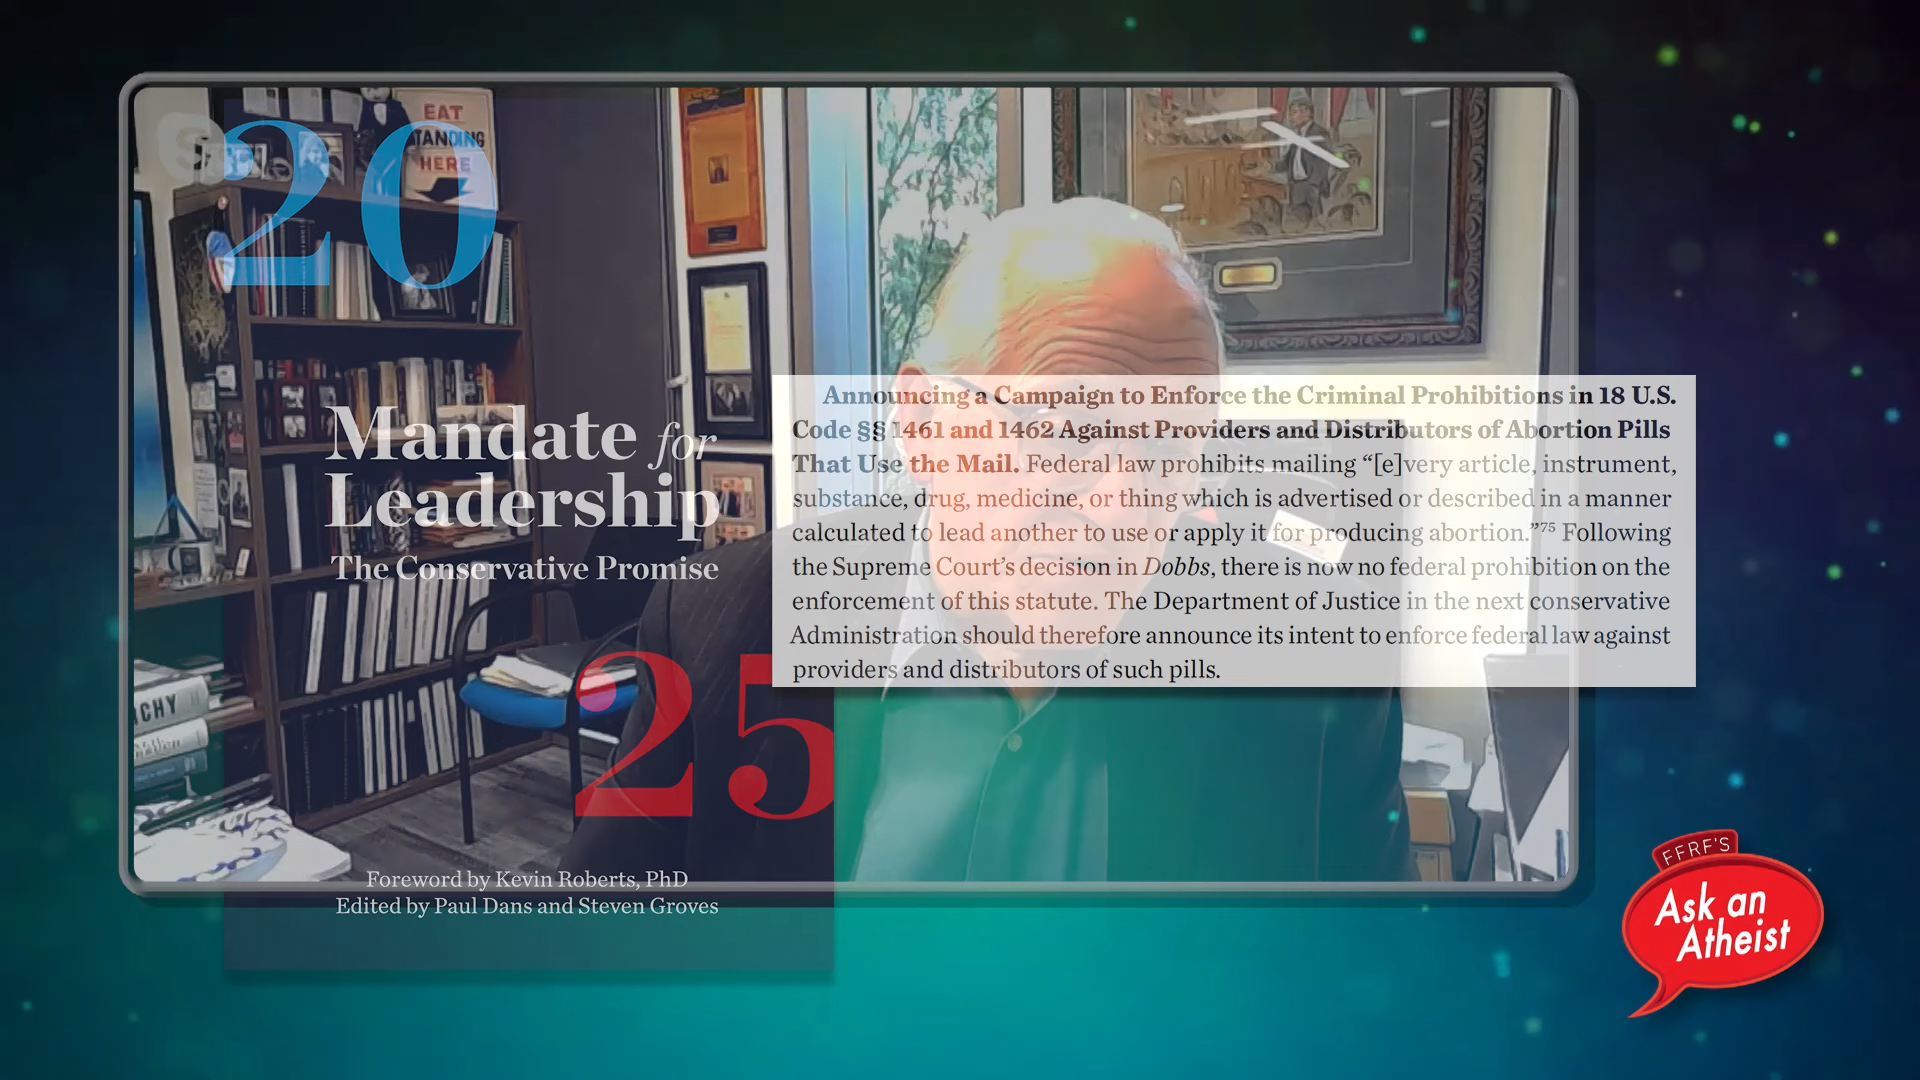 EAT
STANDING
HERE
20
Mandate for
Leadership
The Conservative Promise
25
Foreword by Kevin Roberts, PhD
Edited by Paul Dans and Steven Groves
Announcing a Campaign to Enforce the Criminal Prohibitions in 18 U.S.
Code §§ 1461 and 1462 Against Providers and Distributors of Abortion Pills
That Use the Mail. Federal law prohibits mailing “[e]very article, instrument,
substance, drug, medicine, or thing which is advertised or described in a manner
calculated to lead another to use or apply it for producing abortion.”75 Following
the Supreme Court’s decision in Dobbs, there is now no federal prohibition on the
enforcement of this statute. The Department of Justice in the next conservative
Administration should therefore announce its intent to enforce federal law against
providers and distributors of such pills.
FFRF'S
Ask an
Atheist